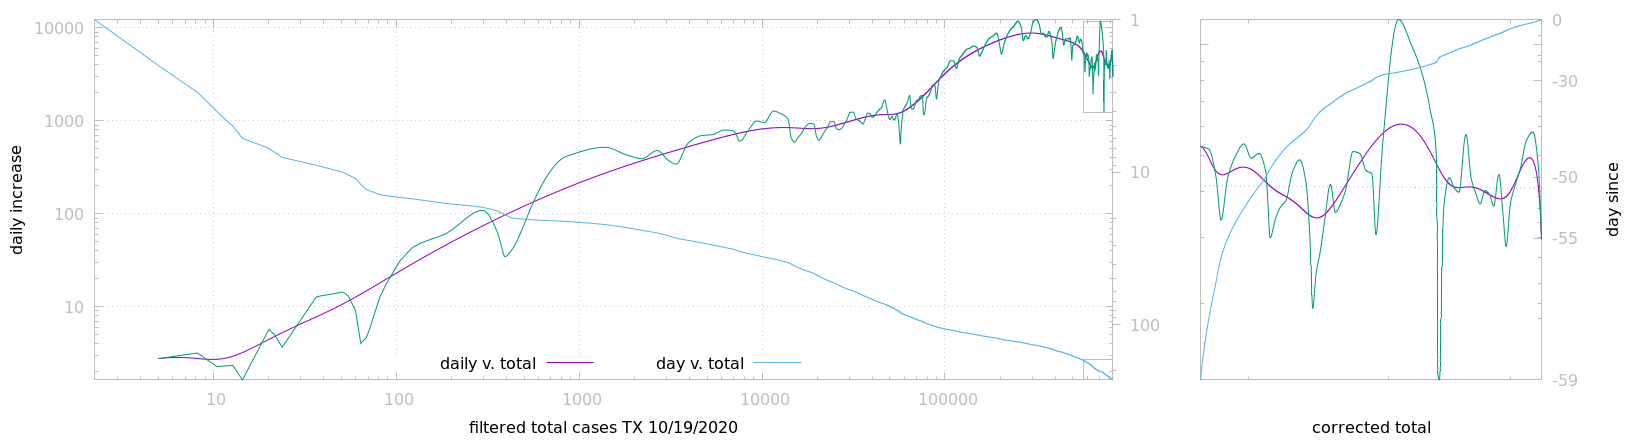 10000
1000
100
10
daily increase
10
100
1000
10000
100000
filtered total cases TX 10/19/2020
daily v. total
day v. total
1
10
100
0
-30
-50
-55
-59
day since
corrected total